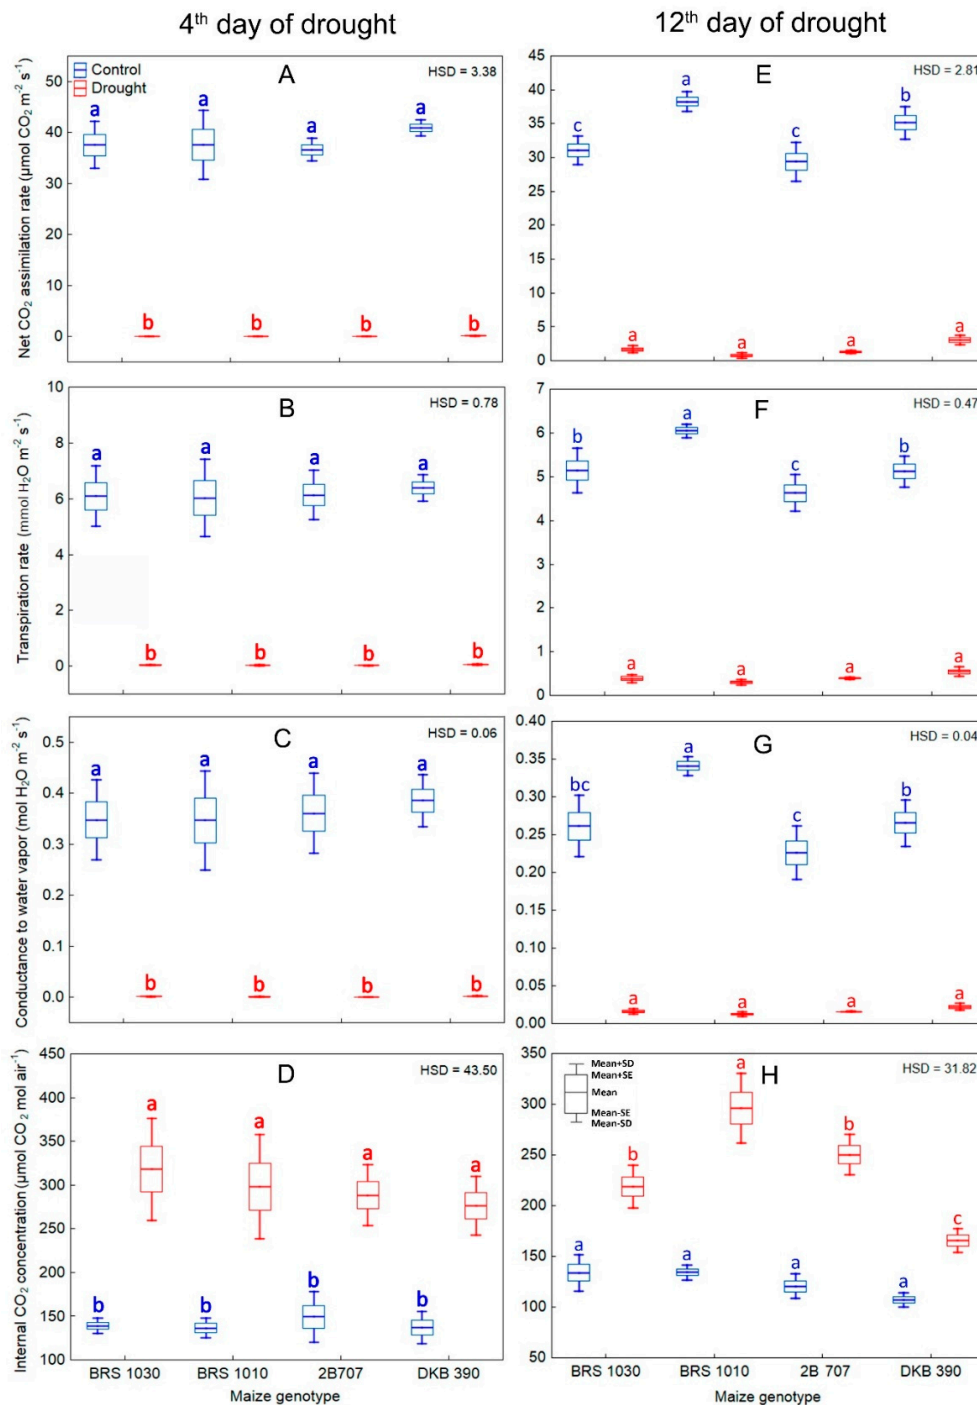 4th day of drought
12th day of drought
Net CO2 assimilation rate (µmol CO2 m-2 s-1)
Control
Drought
A
HSD = 3.38
50
40
30
20
10
0
a
a
a
a
b
b
b
b
E
HSD = 2.81
45
40
35
30
25
20
15
10
5
0
c
a
c
b
a
a
a
a
Transpiration rate (mmol H2O m-2 s-1)
B
HSD = 0.78
10
8
6
4
2
0
a
a
a
a
b
b
b
b
F
HSD = 0.47
7
6
5
4
3
2
1
0
b
a
c
b
a
a
a
a
Conductance to water vapor (mol H2O m-2 s-1)
C
HSD = 0.06
0.5
0.4
0.3
0.2
0.1
0.0
a
a
a
a
b
b
b
b
G
HSD = 0.04
0.40
0.35
0.30
0.25
0.20
0.15
0.10
0.05
0.00
bc
a
c
b
a
a
a
a
Internal CO2 concentration (µmol CO2 mol air-1)
D
HSD = 43.50
450
400
350
300
250
200
150
100
a
a
a
a
b
b
b
b
BRS 1030
BRS 1010
2B707
DKB 390
Maize genotype
H
HSD = 31.82
Mean+SD
Mean+SE
Mean
Mean-SE
Mean-SD
350
300
250
200
150
100
50
b
a
b
c
a
a
a
a
BRS 1030
BRS 1010
2B 707
DKB 390
Maize genotype